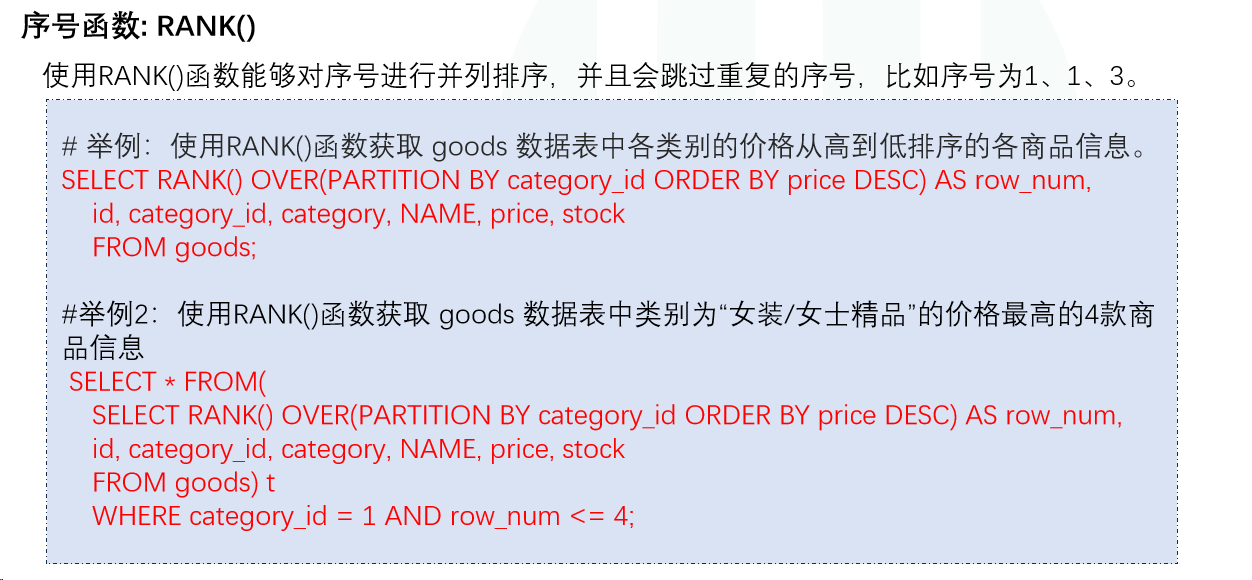 序号函数: RANK()
使用RANK()函数能够对序号进行并列排序，并且会跳过重复的序号，比如序号为1、1、3。
# 举例：使用RANK()函数获取 goods 数据表中各类别的价格从高到低排序的各商品信息。
SELECT RANK() OVER(PARTITION BY category_id ORDER BY price DESC) AS row_num,
id, category_id, category, NAME, price, stock
FROM goods;
#举例2：使用RANK()函数获取 goods 数据表中类别为“女装/女士精品”的价格最高的4款商
品信息
SELECT * FROM(
SELECT RANK() OVER(PARTITION BY category_id ORDER BY price DESC) AS row_num,
id, category_id, category, NAME, price, stock
FROM goods) t
WHERE category_id = 1 AND row_num <= 4;